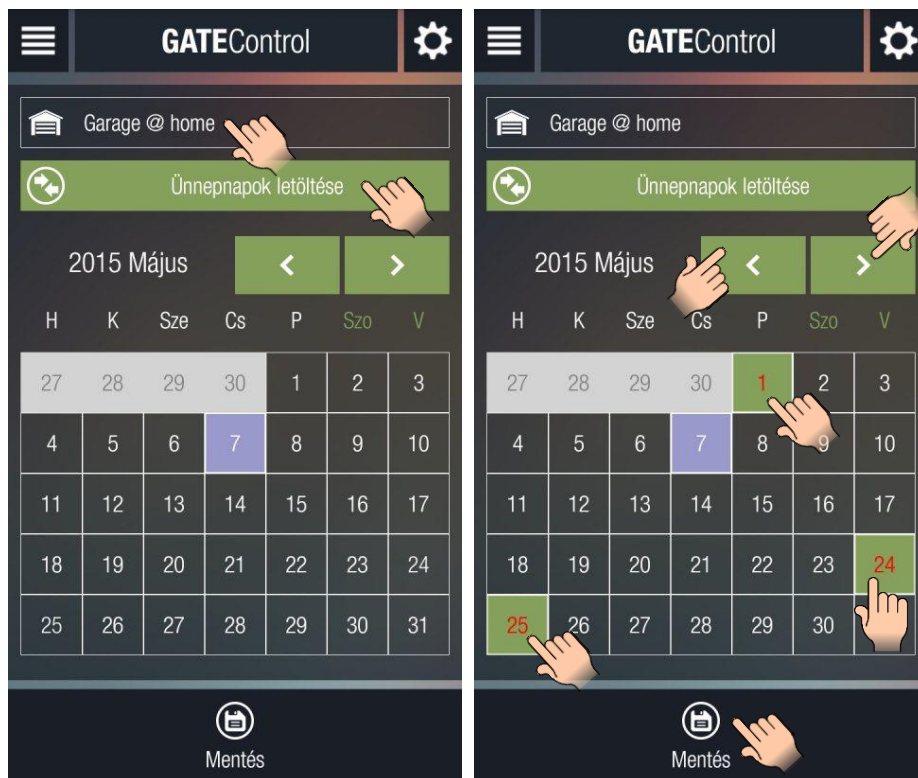 GATEControl
Garage @ home
Ünnepnapok letöltése
2015 Május < >
H K Sze Cs P Szo V
27 28 29 30 1 2 3
4 5 6 7 8 9 10
11 12 13 14 15 16 17
18 19 20 21 22 23 24
25 26 27 28 29 30 31
Mentés
GATEControl
Garage @ home
Ünnepnapok letöltése
2015 Május < >
H K Sze Cs P Szo V
27 28 29 30 1 2 3
4 5 6 7 8 9 10
11 12 13 14 15 16 17
18 19 20 21 22 23 24
25 26 27 28 29 30
Mentés